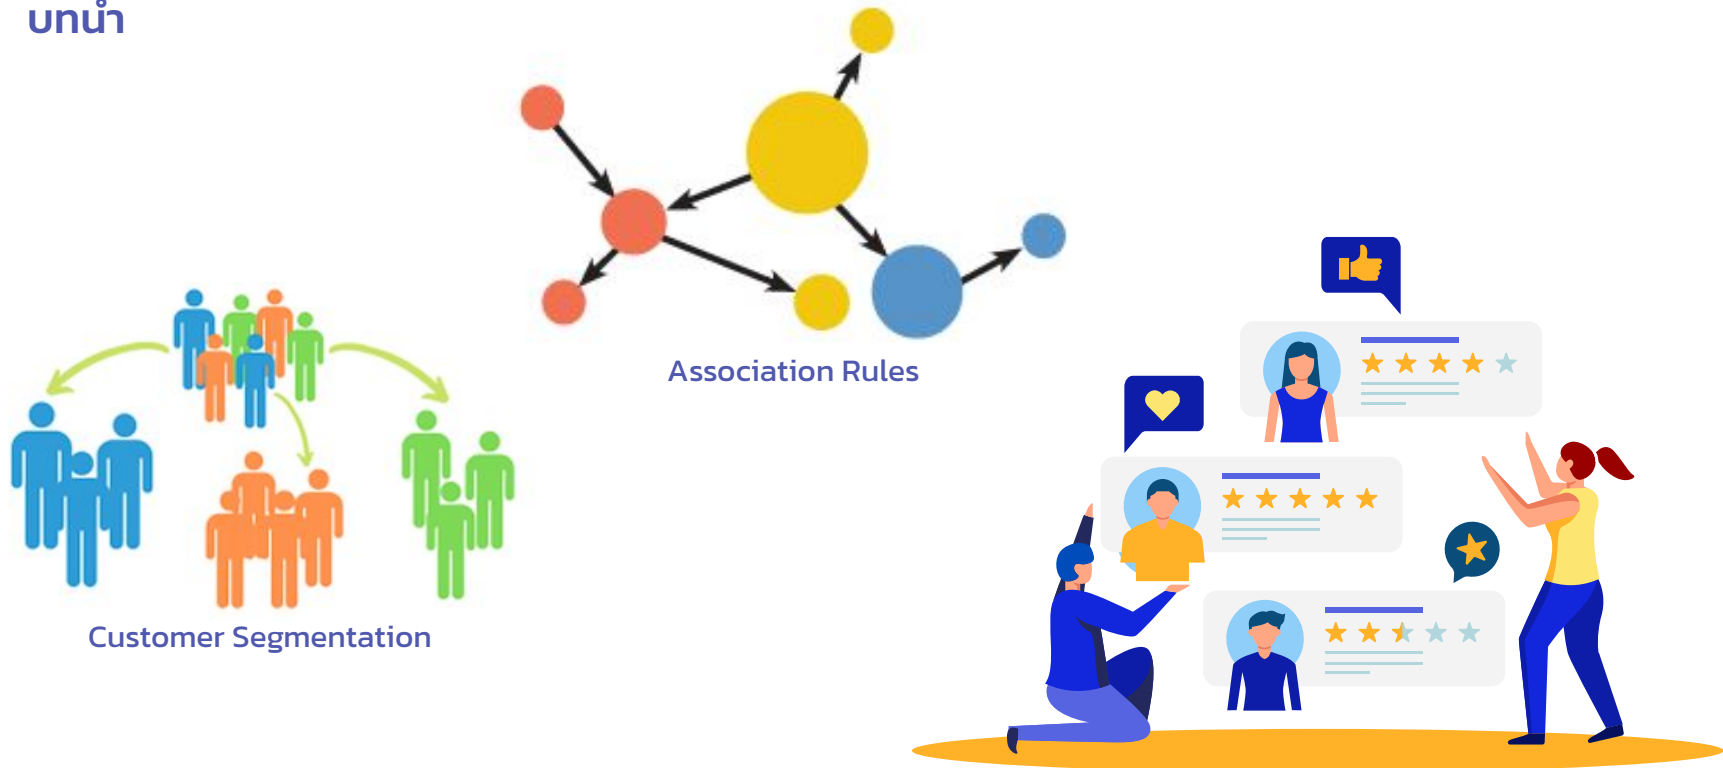 บทนำ
Association Rules
Customer Segmentation